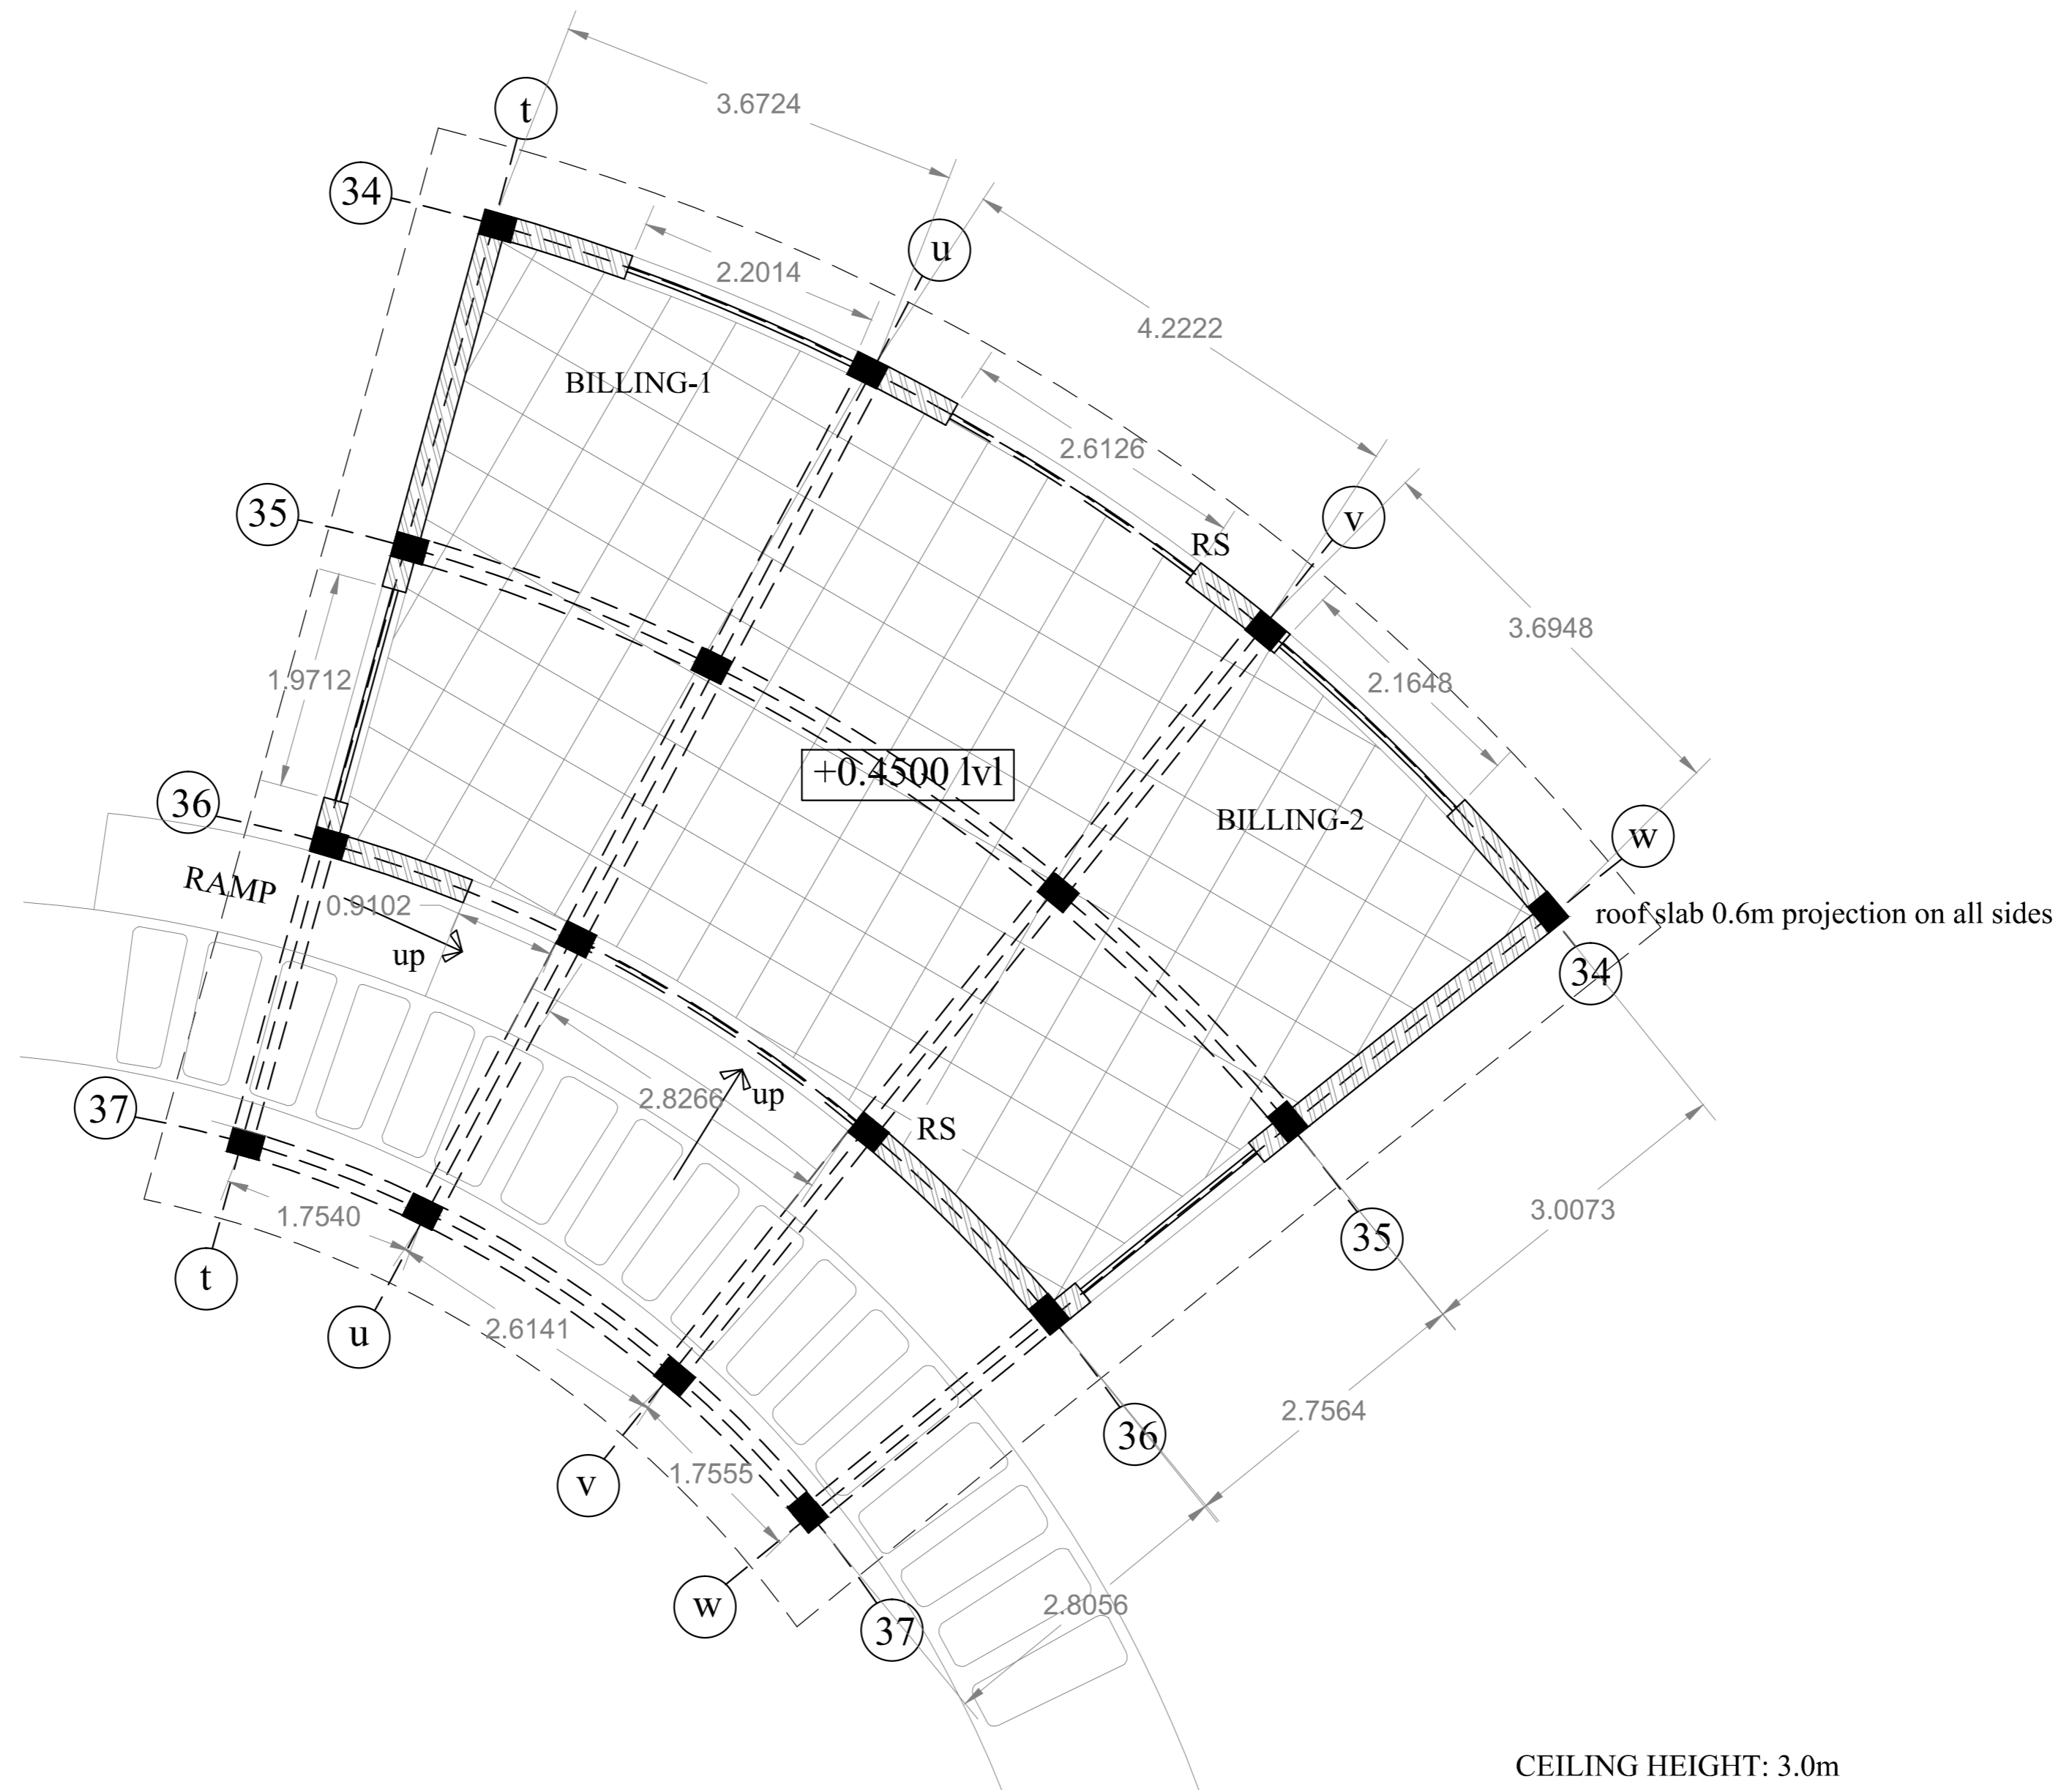 3.6724
t
34
u
2.2014
4.2222
BILLING-1
2.6126
v
35
RS
3.6948
1.9712
2.1648
+0.4500 lvl
36
BILLING-2
w
RAMP
0.9102
roof slab 0.6m projection on all sides
up
34
2.8266
up
37
RS
1.7540
3.0073
t
35
u
2.6141
2.7564
36
v
1.7555
w
2.8056
37
CEILING HEIGHT: 3.0m